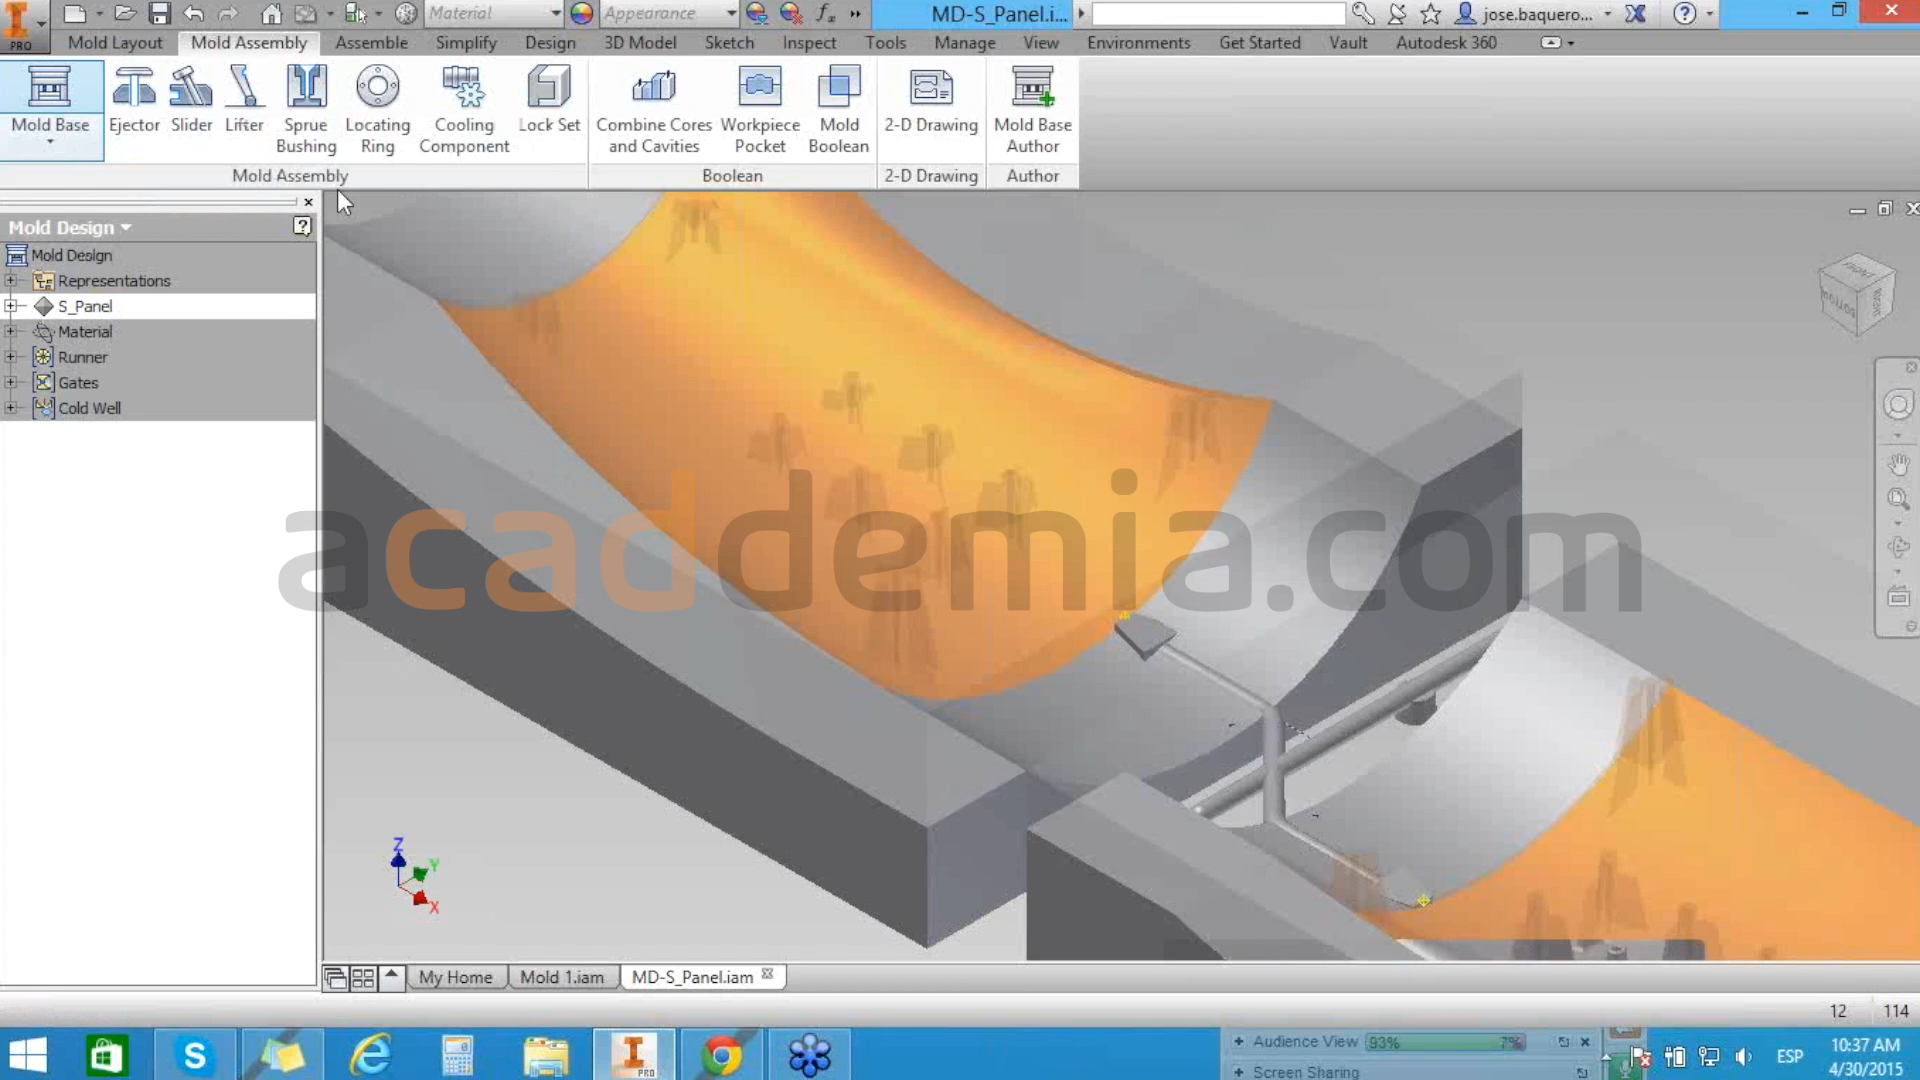 PRO
Material
Appearance
fx
MD-S_Panel.i...
jose.baquero...
Mold Layout
Mold Assembly
Assemble
Simplify
Design
3D Model
Sketch
Inspect
Tools
Manage
View
Environments
Get Started
Vault
Autodesk 360
Mold Base
Ejector
Slider
Lifter
Sprue Bushing
Locating Ring
Cooling Component
Lock Set
Combine Cores and Cavities
Workpiece Pocket
Mold Boolean
2-D Drawing
Mold Base Author
Mold Assembly
Boolean
2-D Drawing
Author
Mold Design
Mold Design
Representations
S_Panel
Material
Runner
Gates
Cold Well
acaddemia.com
Z
Y
X
My Home
Mold 1.iam
MD-S_Panel.iam
12 114
Audience View 93% 7%
Screen Sharing
ESP
10:37 AM
4/30/2015
PRO